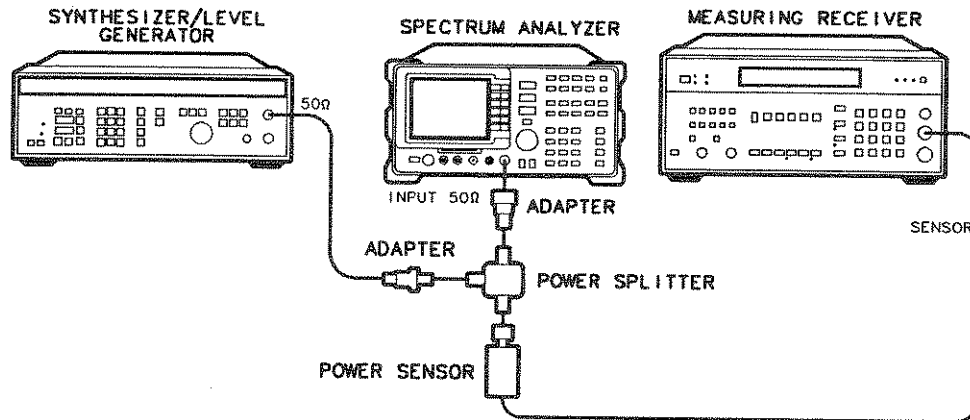 SYNTHESIZER/LEVEL
GENERATOR
SPECTRUM ANALYZER
MEASURING RECEIVER
50Ω
INPUT 50Ω
ADAPTER
SENSOR
ADAPTER
POWER SPLITTER
POWER SENSOR